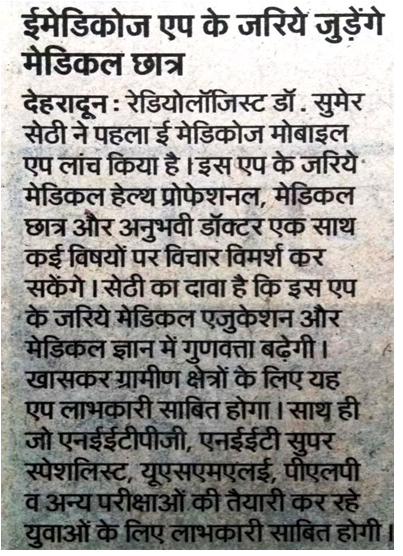 ईमेडिकोज एप के जरिये जुड़ेंगे
मेडिकल छात्र
देहरादून : रेडियोलॉजिस्ट डॉ . सुमेर
सेठी ने पहला ई मेडिकोज मोबाइल
एप लांच किया है । इस एप के जरिये
मेडिकल हेल्थ प्रोफेशनल, मेडिकल
छात्र और अनुभवी डॉक्टर एक साथ
कई विषयों पर विचार विमर्श कर
सकेंगे । सेठी का दावा है कि इस एप
के जरिये मेडिकल एजुकेशन और
मेडिकल ज्ञान में गुणवत्ता बढ़ेगी ।
खासकर ग्रामीण क्षेत्रों के लिए यह
एप लाभकारी साबित होगा । साथ ही
जो एनईईटीपीजी, एनईईटी सुपर
स्पेशलिस्ट, यूएसएमएलई, पीएलपी
व अन्य परीक्षाओं की तैयारी कर रहे
युवाओं के लिए लाभकारी साबित होगी ।